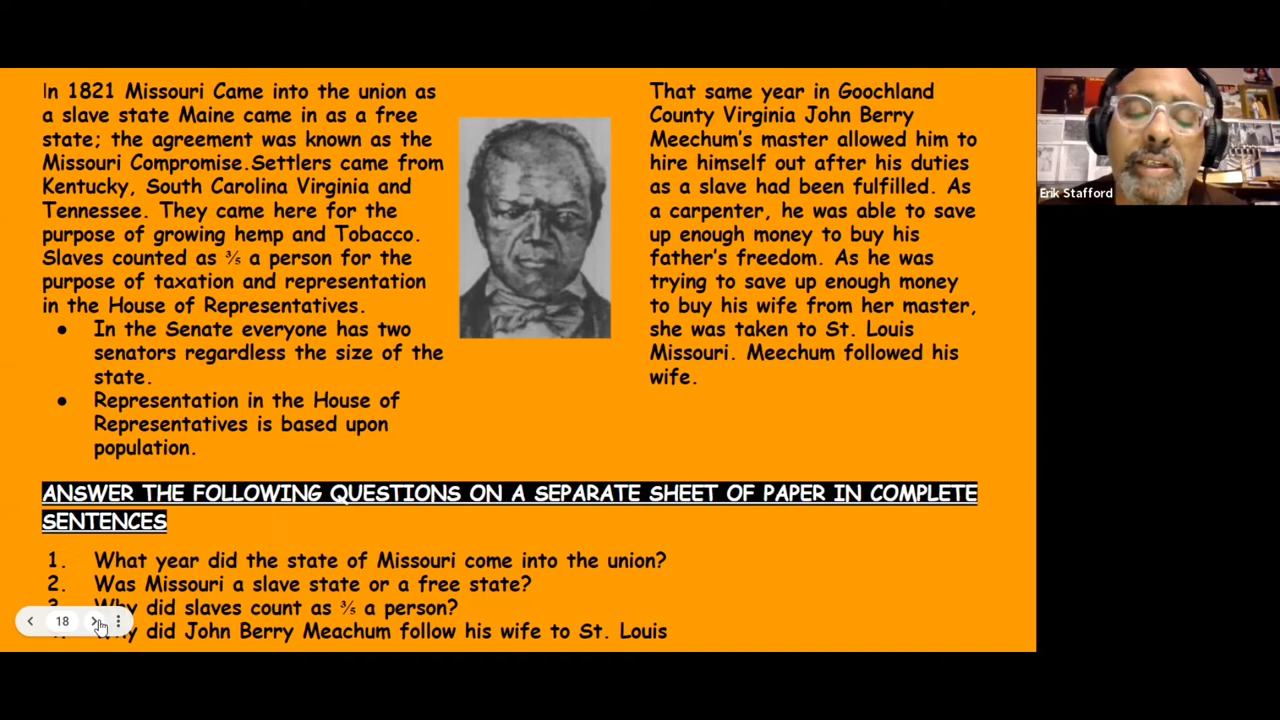 In 1821 Missouri Came into the union as
a slave state Maine came in as a free
state; the agreement was known as the
Missouri Compromise.Settlers came from
Kentucky, South Carolina Virginia and
Tennessee. They came here for the
purpose of growing hemp and Tobacco.
Slaves counted as ⅗ a person for the
purpose of taxation and representation
in the House of Representatives.
● In the Senate everyone has two
senators regardless the size of the
state.
● Representation in the House of
Representatives is based upon
population.
That same year in Goochland
County Virginia John Berry
Meechum’s master allowed him to
hire himself out after his duties
as a slave had been fulfilled. As
a carpenter, he was able to save
up enough money to buy his
father’s freedom. As he was
trying to save up enough money
to buy his wife from her master,
she was taken to St. Louis
Missouri. Meechum followed his
wife.
Erik Stafford
ANSWER THE FOLLOWING QUESTIONS ON A SEPARATE SHEET OF PAPER IN COMPLETE
SENTENCES
1. What year did the state of Missouri come into the union?
2. Was Missouri a slave state or a free state?
3. Why did slaves count as ⅗ a person?
did John Berry Meachum follow his wife to St. Louis
18